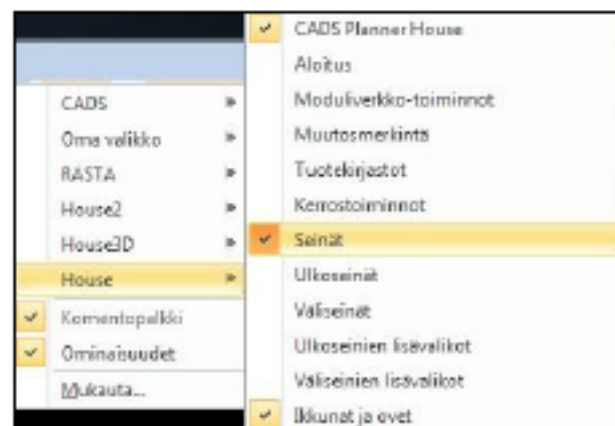 CADS
Oma valikko
RASTA
House2
House3D
House
Komentopalkki
Ominaisuudet
Mukauta...
CADS Planner House
Aloitus
Moduliverkko-toiminnot
Muutosmerkintä
Tuotekirjastot
Kerrostoiminnot
Seinät
Ulkoseinät
Väliseinät
Ulkoseinien lisävalikot
Väliseinien lisävalikot
Ikkunat ja ovet